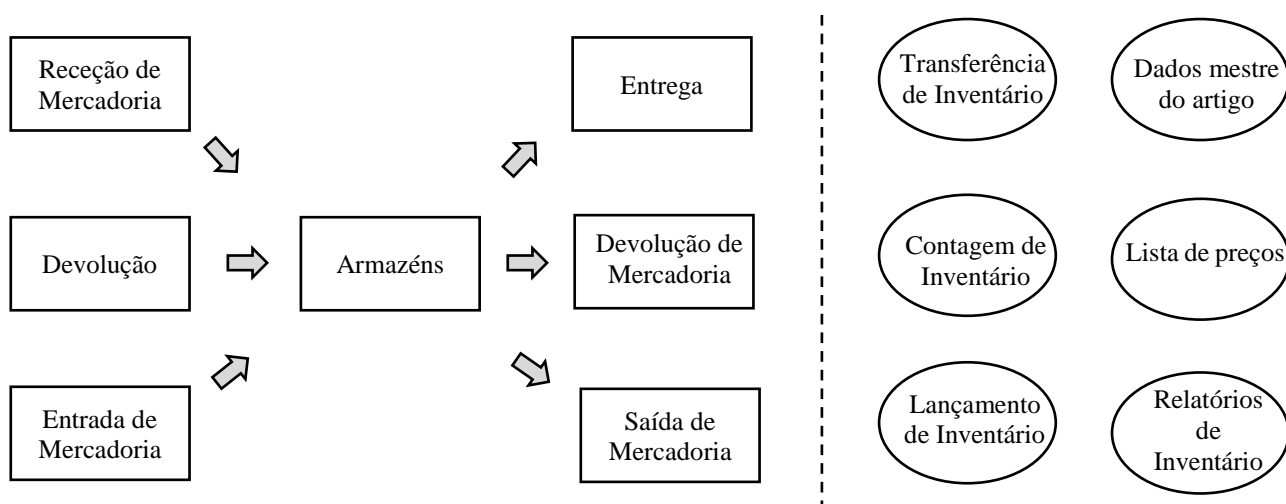 Receção de
Mercadoria
Entrega
Transferência
de Inventário
Dados mestre
do artigo
Devolução
Armazéns
Devolução de
Mercadoria
Contagem de
Inventário
Lista de preços
Entrada de
Mercadoria
Saída de
Mercadoria
Lançamento
de Inventário
Relatórios
de
Inventário